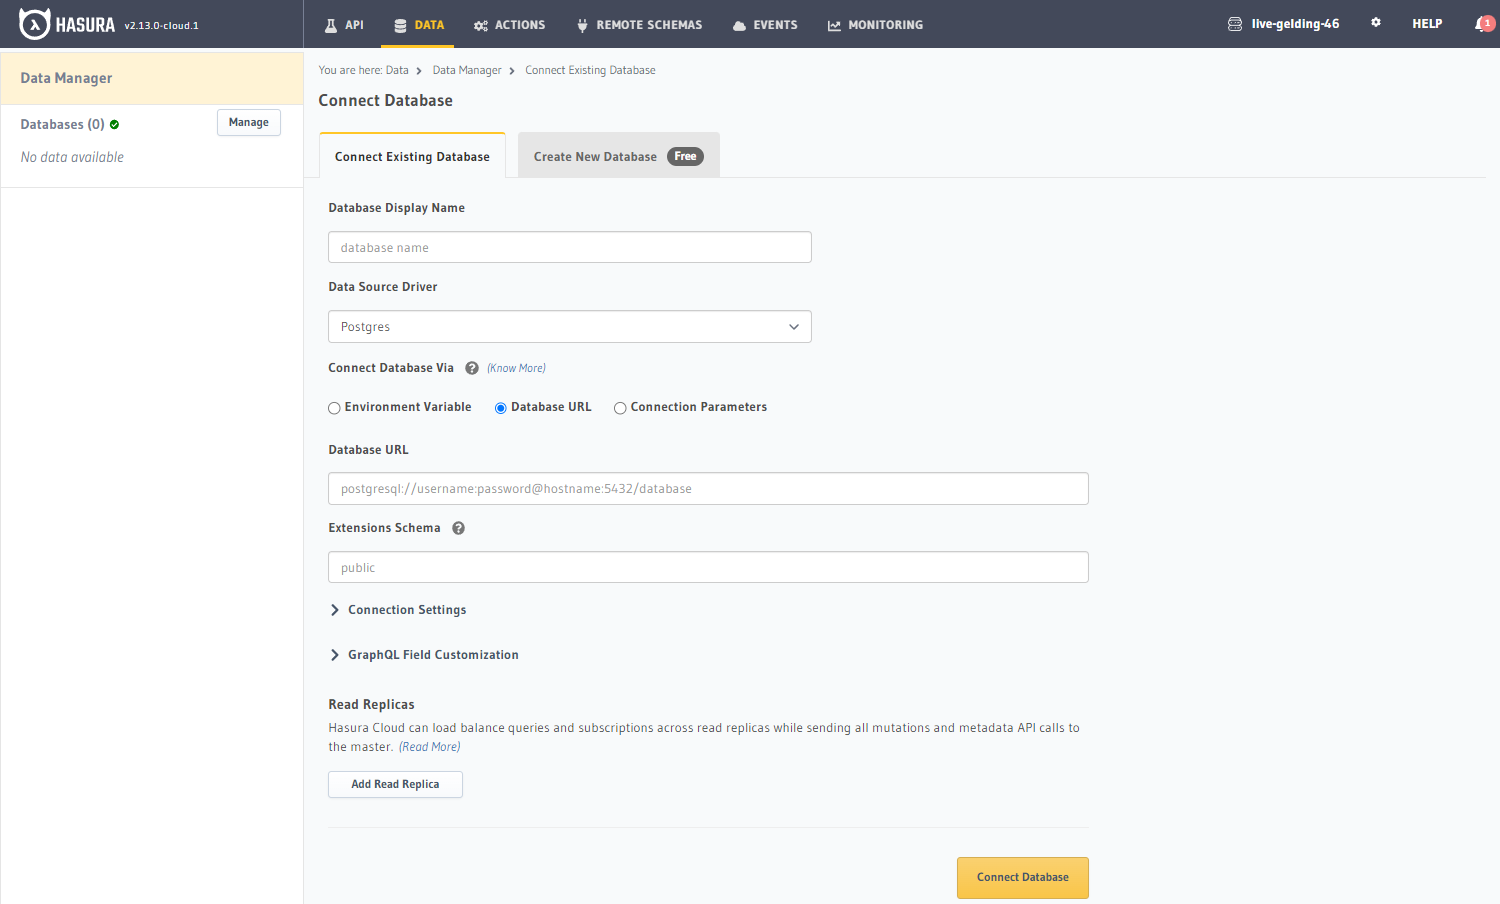 HASURA v2.13.0-cloud.1 API DATA ACTIONS REMOTE SCHEMAS EVENTS MONITORING live-gelding-46 HELP 1
Data Manager
Databases (0) Manage
No data available
You are here: Data > Data Manager > Connect Existing Database
Connect Database
Connect Existing Database Create New Database Free
Database Display Name
database name
Data Source Driver
Postgres
Connect Database Via ? (Know More)
Environment Variable Database URL Connection Parameters
Database URL
postgresql://username:password@hostname:5432/database
Extensions Schema ?
public
Connection Settings
GraphQL Field Customization
Read Replicas
Hasura Cloud can load balance queries and subscriptions across read replicas while sending all mutations and metadata API calls to
the master. (Read More)
Add Read Replica
Connect Database